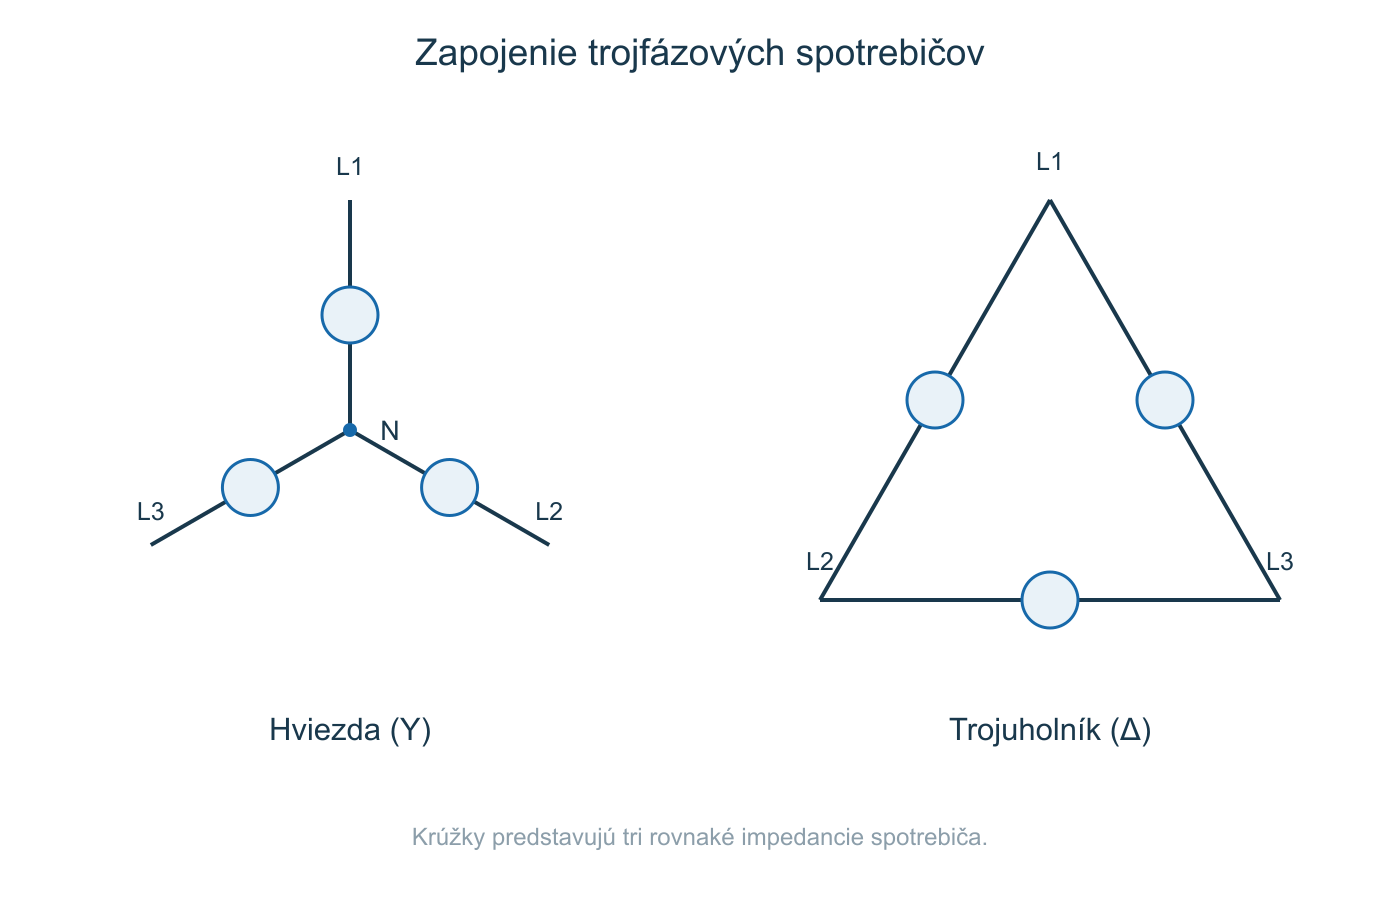 Zapojenie trojfázových spotrebičov
L1
N
L3
L2
Hviezda (Y)
L1
L2
L3
Trojuholník (Δ)
Krúžky predstavujú tri rovnaké impedancie spotrebiča.